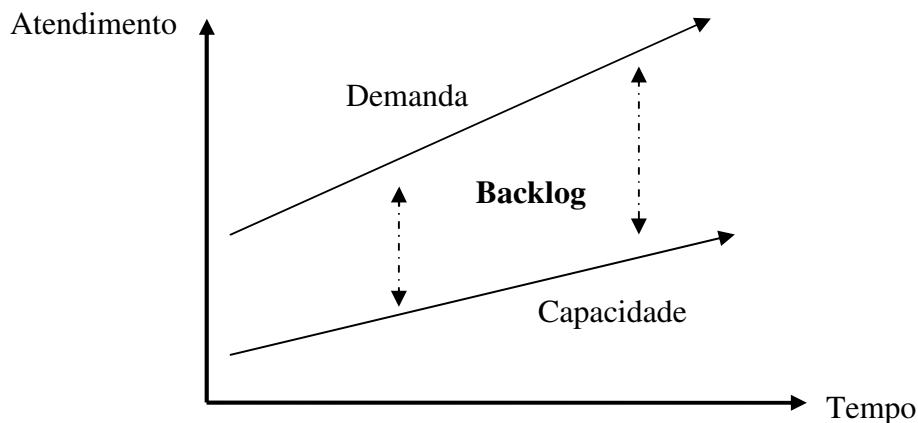 Atendimento
Demanda
Backlog
Capacidade
Tempo